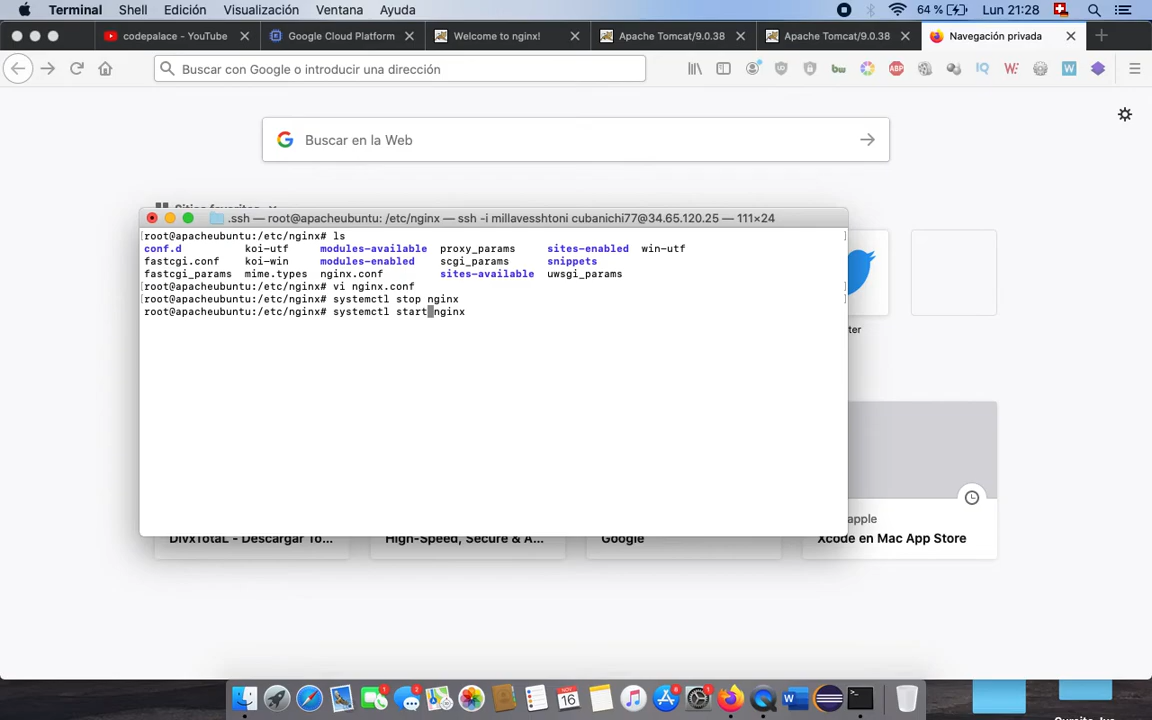 Terminal Shell Edición Visualización Ventana Ayuda 64 % Lun 21:28
codepalace - YouTube Google Cloud Platform Welcome to nginx! Apache Tomcat/9.0.38 Apache Tomcat/9.0.38 Navegación privada
Buscar con Google o introducir una dirección
Buscar en la Web
.ssh — root@apacheubuntu: /etc/nginx — ssh -i millavesshtoni cubanichi77@34.65.120.25 — 111×24
[root@apacheubuntu:/etc/nginx# ls ]
conf.d koi-utf modules-available proxy_params sites-enabled win-utf
fastcgi.conf koi-win modules-enabled scgi_params snippets
fastcgi_params mime.types nginx.conf sites-available uwsgi_params
[root@apacheubuntu:/etc/nginx# vi nginx.conf ]
[root@apacheubuntu:/etc/nginx# systemctl stop nginx ]
root@apacheubuntu:/etc/nginx# systemctl start nginx
ter
apple
DivxTotaL - Descargar To... High-Speed, Secure & A... Google Xcode en Mac App Store
NOV
16